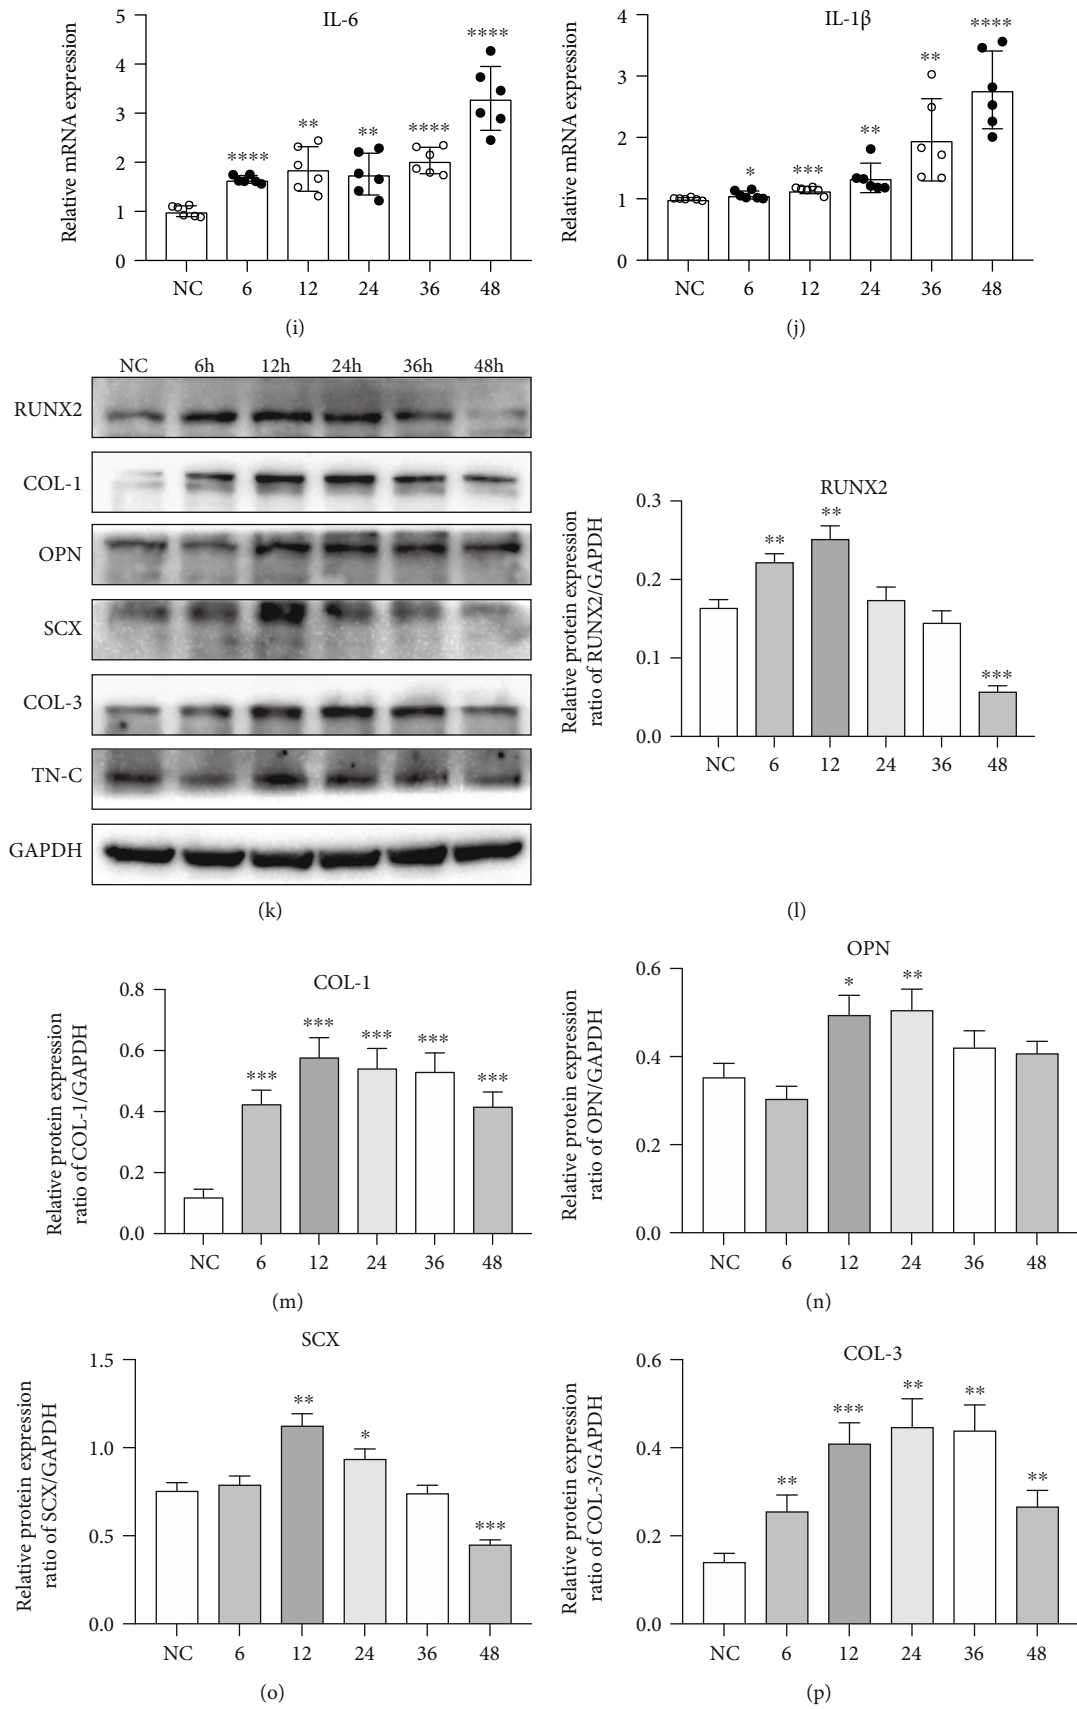 IL-6
Relative mRNA expression
5
4
3
2
1
0
****
**
**
****
****
NC 6 12 24 36 48
(i)
IL-1β
Relative mRNA expression
4
3
2
1
0
*
***
**
**
****
NC 6 12 24 36 48
(j)
NC 6h 12h 24h 36h 48h
RUNX2
COL-1
OPN
SCX
COL-3
TN-C
GAPDH
(k)
RUNX2
Relative protein expression
ratio of RUNX2/GAPDH
0.3
0.2
0.1
0.0
**
**
***
NC 6 12 24 36 48
(l)
COL-1
Relative protein expression
ratio of COL-1/GAPDH
0.8
0.6
0.4
0.2
0.0
***
***
***
***
***
NC 6 12 24 36 48
(m)
OPN
Relative protein expression
ratio of OPN/GAPDH
0.6
0.4
0.2
0.0
*
**
NC 6 12 24 36 48
(n)
SCX
Relative protein expression
ratio of SCX/GAPDH
1.5
1.0
0.5
0.0
**
*
***
NC 6 12 24 36 48
(o)
COL-3
Relative protein expression
ratio of COL-3/GAPDH
0.6
0.4
0.2
0.0
**
***
**
**
**
NC 6 12 24 36 48
(p)